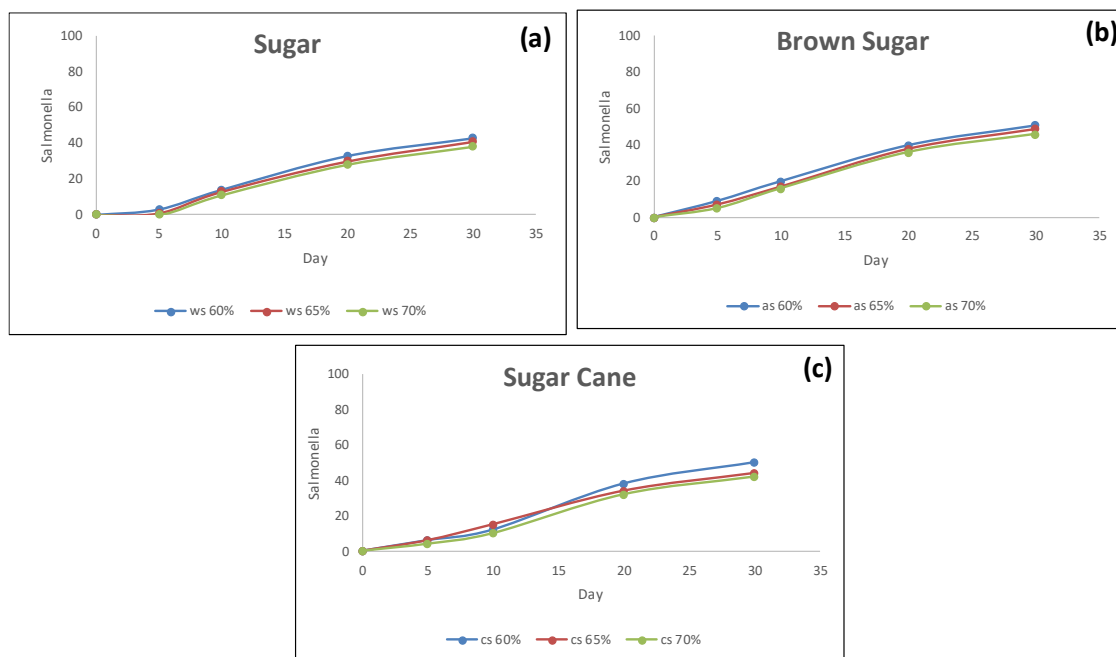 Sugar
(a)
100
80
60
40
20
0
Salmonella
0 5 10 15 20 25 30 35
Day
ws 60% ws 65% ws 70%
Brown Sugar
(b)
100
80
60
40
20
0
Salmonella
0 5 10 15 20 25 30 35
Day
as 60% as 65% as 70%
Sugar Cane
(c)
100
80
60
40
20
0
Salmonella
0 5 10 15 20 25 30 35
Day
cs 60% cs 65% cs 70%